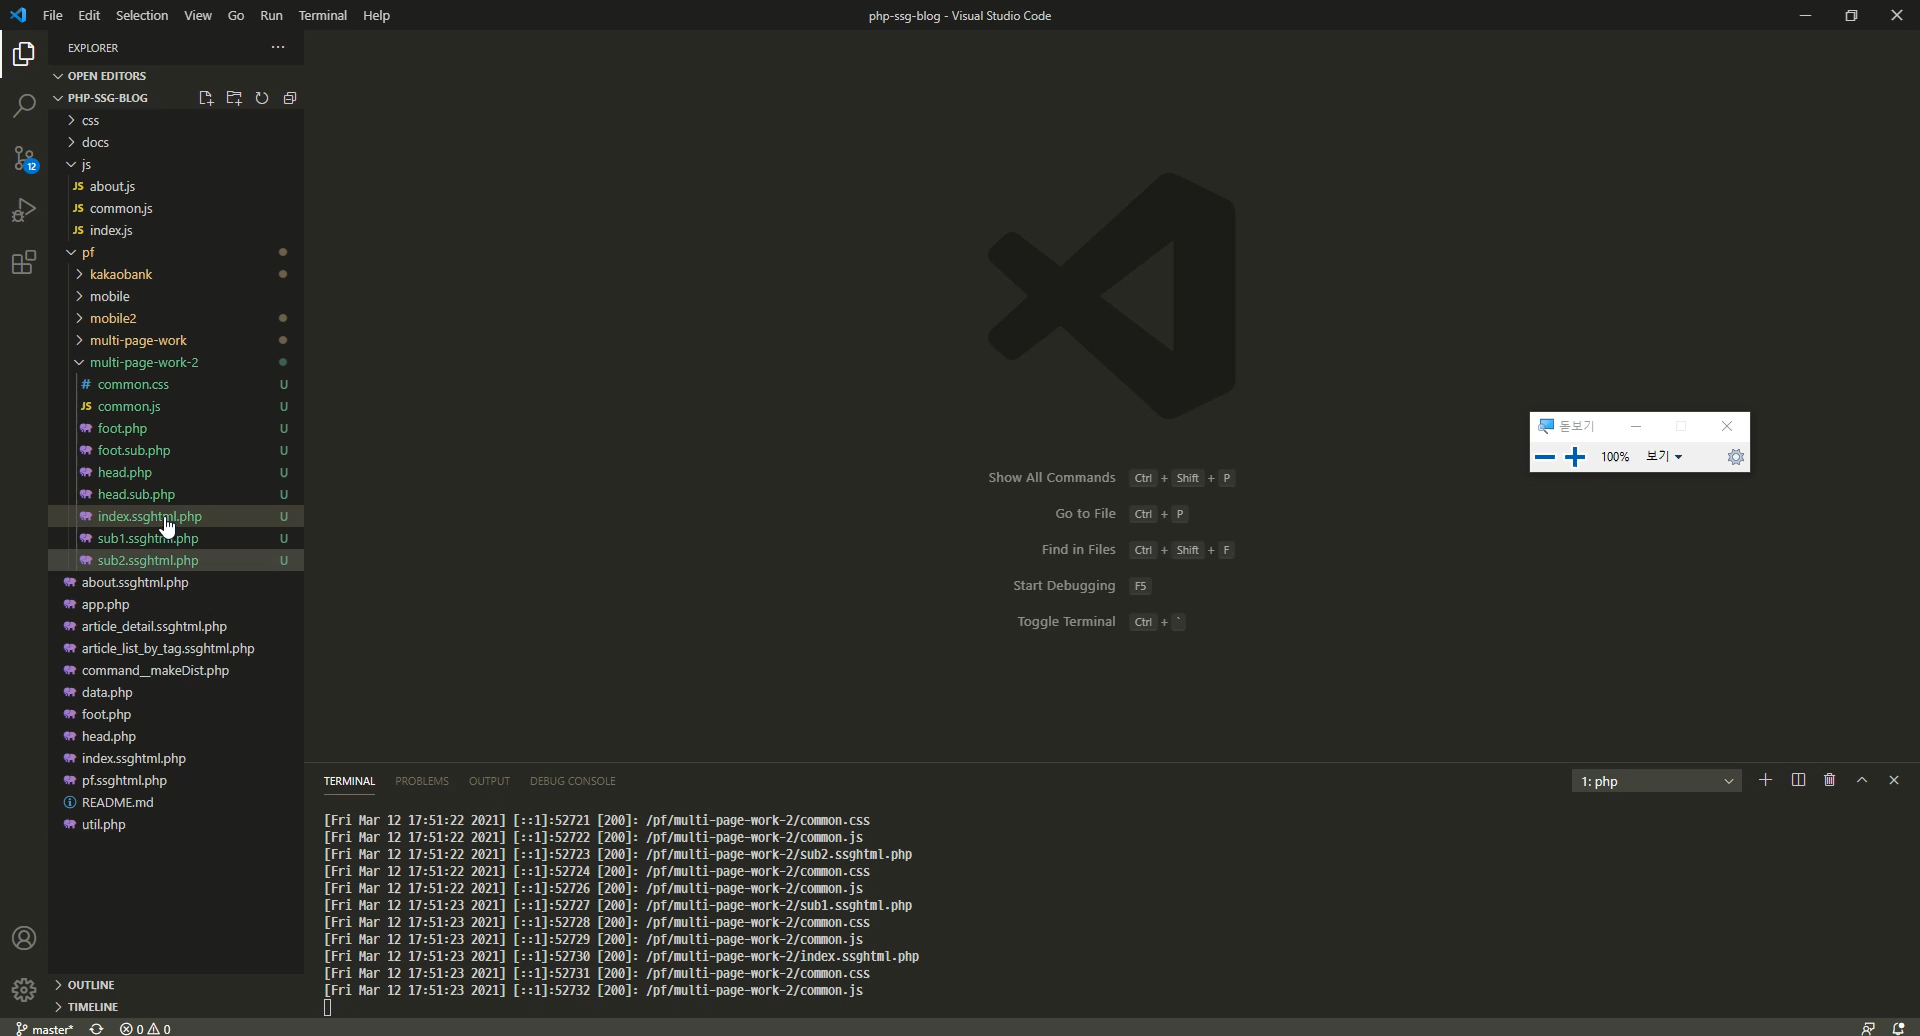 File Edit Selection View Go Run Terminal Help
php-ssg-blog - Visual Studio Code
EXPLORER
OPEN EDITORS
PHP-SSG-BLOG
css
docs
js
JS about.js
JS common.js
JS index.js
pf
kakaobank
mobile
mobile2
multi-page-work
multi-page-work-2
# common.css U
JS common.js U
foot.php U
foot.sub.php U
head.php U
head.sub.php U
index.ssghtml.php U
sub1.ssghtml.php U
sub2.ssghtml.php U
about.ssghtml.php
app.php
article_detail.ssghtml.php
article_list_by_tag.ssghtml.php
command__makeDist.php
data.php
foot.php
head.php
index.ssghtml.php
pf.ssghtml.php
README.md
util.php
OUTLINE
TIMELINE
12
Show All Commands Ctrl + Shift + P
Go to File Ctrl + P
Find in Files Ctrl + Shift + F
Start Debugging F5
Toggle Terminal Ctrl + `
돋보기
100% 보기
TERMINAL PROBLEMS OUTPUT DEBUG CONSOLE
1: php
[Fri Mar 12 17:51:22 2021] [::1]:52721 [200]: /pf/multi-page-work-2/common.css
[Fri Mar 12 17:51:22 2021] [::1]:52722 [200]: /pf/multi-page-work-2/common.js
[Fri Mar 12 17:51:22 2021] [::1]:52723 [200]: /pf/multi-page-work-2/sub2.ssghtml.php
[Fri Mar 12 17:51:22 2021] [::1]:52724 [200]: /pf/multi-page-work-2/common.css
[Fri Mar 12 17:51:22 2021] [::1]:52726 [200]: /pf/multi-page-work-2/common.js
[Fri Mar 12 17:51:23 2021] [::1]:52727 [200]: /pf/multi-page-work-2/sub1.ssghtml.php
[Fri Mar 12 17:51:23 2021] [::1]:52728 [200]: /pf/multi-page-work-2/common.css
[Fri Mar 12 17:51:23 2021] [::1]:52729 [200]: /pf/multi-page-work-2/common.js
[Fri Mar 12 17:51:23 2021] [::1]:52730 [200]: /pf/multi-page-work-2/index.ssghtml.php
[Fri Mar 12 17:51:23 2021] [::1]:52731 [200]: /pf/multi-page-work-2/common.css
[Fri Mar 12 17:51:23 2021] [::1]:52732 [200]: /pf/multi-page-work-2/common.js
master* 0 0